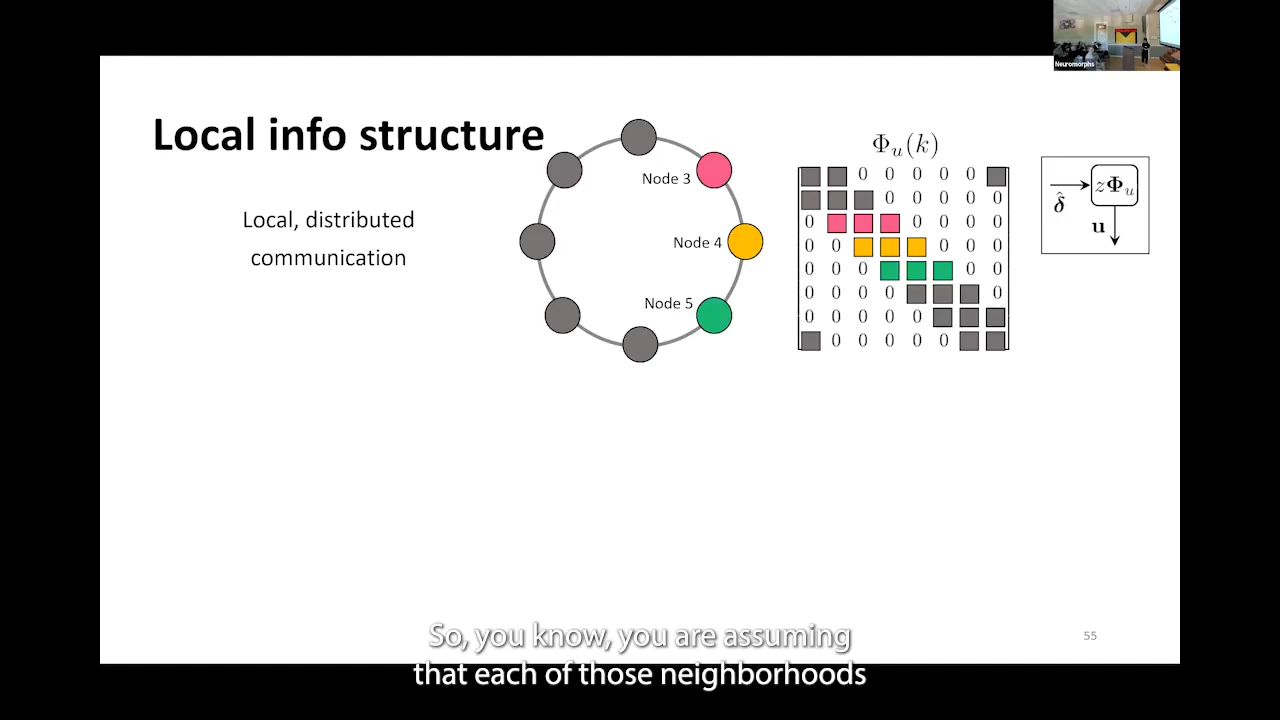 Neuromorphs
Local info structure
Local, distributed
communication
Node 3
Node 4
Node 5
Φᵤ(k)
0 0 0 0 0
0 0 0 0 0
0 0 0 0 0
0 0 0 0 0
0 0 0 0 0
0 0 0 0 0
0 0 0 0 0
0 0 0 0 0
δ̂
zΦᵤ
u
55
So, you know, you are assuming
that each of those neighborhoods